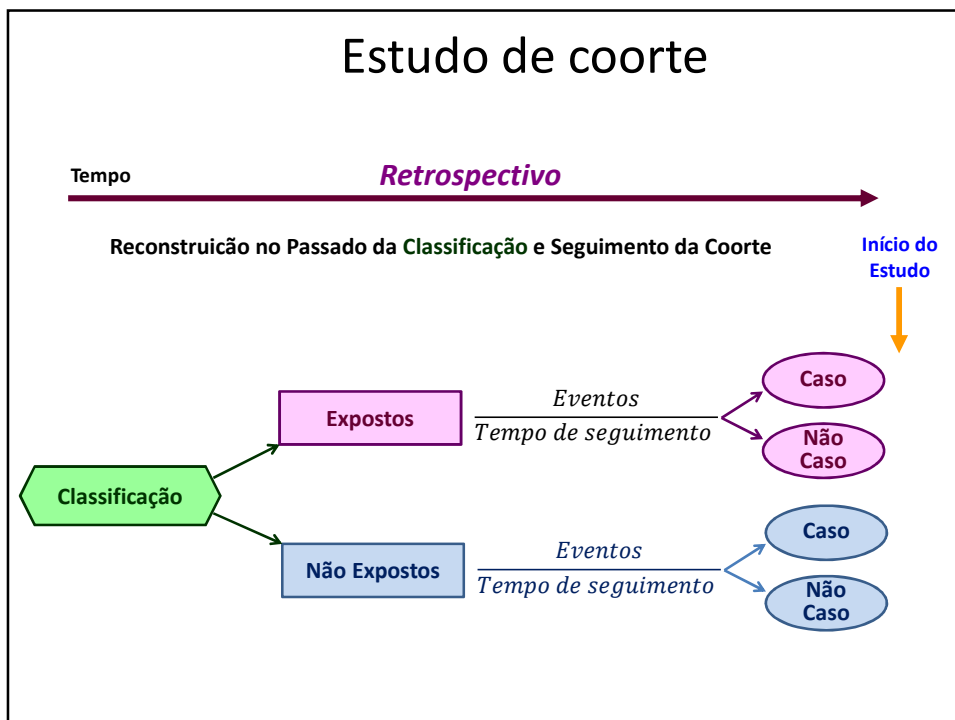 Estudo de coorte
Tempo
Retrospectivo
Reconstruicão no Passado da Classificação e Seguimento da Coorte
Início do
Estudo
Caso
Expostos
Eventos
Tempo de seguimento
Não
Caso
Classificação
Caso
Não Expostos
Eventos
Tempo de seguimento
Não
Caso